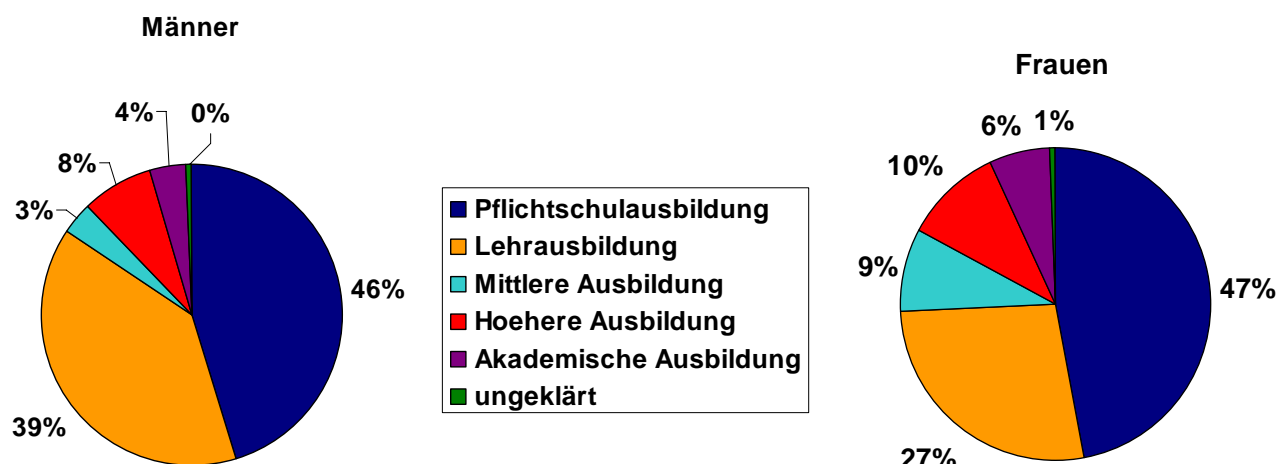 Männer
4%
0%
8%
3%
46%
39%
Pflichtschulausbildung
Lehrausbildung
Mittlere Ausbildung
Hoehere Ausbildung
Akademische Ausbildung
ungeklärt
Frauen
6%
1%
10%
9%
47%
27%